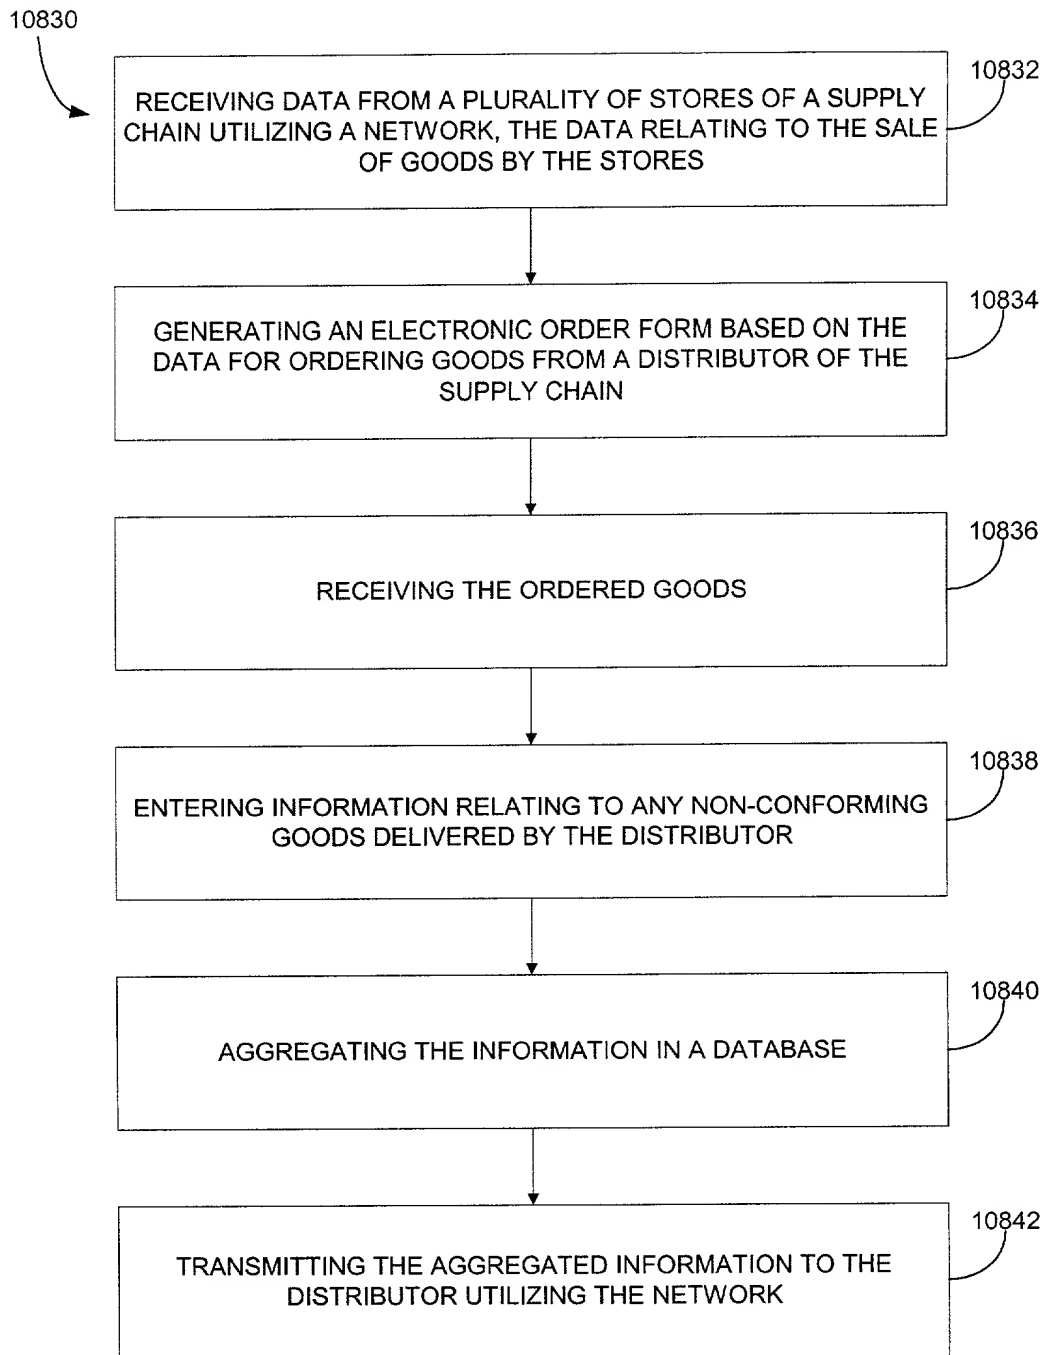 10830
10832
RECEIVING DATA FROM A PLURALITY OF STORES OF A SUPPLY
CHAIN UTILIZING A NETWORK, THE DATA RELATING TO THE SALE
OF GOODS BY THE STORES
10834
GENERATING AN ELECTRONIC ORDER FORM BASED ON THE
DATA FOR ORDERING GOODS FROM A DISTRIBUTOR OF THE
SUPPLY CHAIN
10836
RECEIVING THE ORDERED GOODS
10838
ENTERING INFORMATION RELATING TO ANY NON-CONFORMING
GOODS DELIVERED BY THE DISTRIBUTOR
10840
AGGREGATING THE INFORMATION IN A DATABASE
10842
TRANSMITTING THE AGGREGATED INFORMATION TO THE
DISTRIBUTOR UTILIZING THE NETWORK